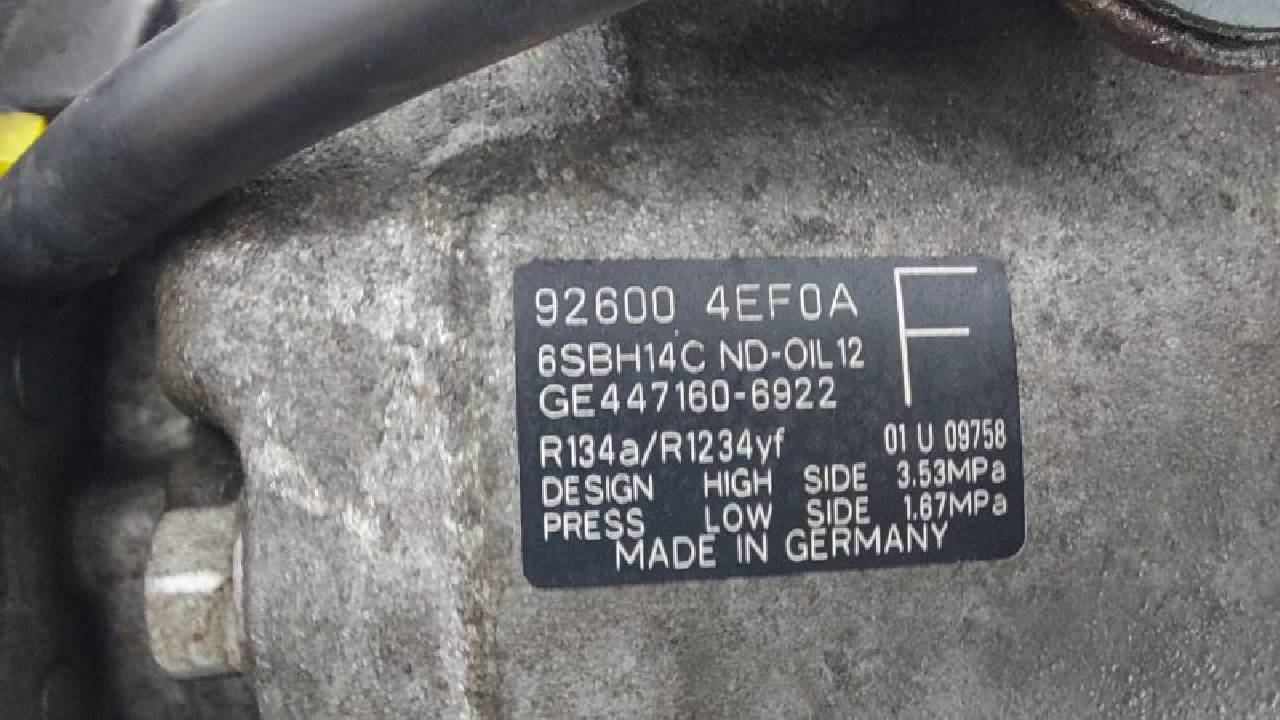 92600 4EF0A F
6SBH14C ND-OIL12
GE447160-6922
R134a/R1234yf 01 U 09758
DESIGN HIGH SIDE 3.53MPa
PRESS LOW SIDE 1.67MPa
MADE IN GERMANY